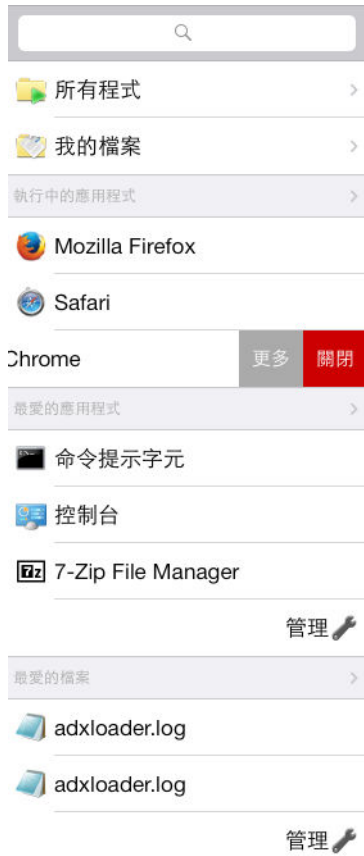 所有程式
我的檔案
執行中的應用程式
Mozilla Firefox
Safari
Chrome 更多 關閉
最愛的應用程式
命令提示字元
控制台
7z 7-Zip File Manager
管理
最愛的檔案
adxloader.log
adxloader.log
管理